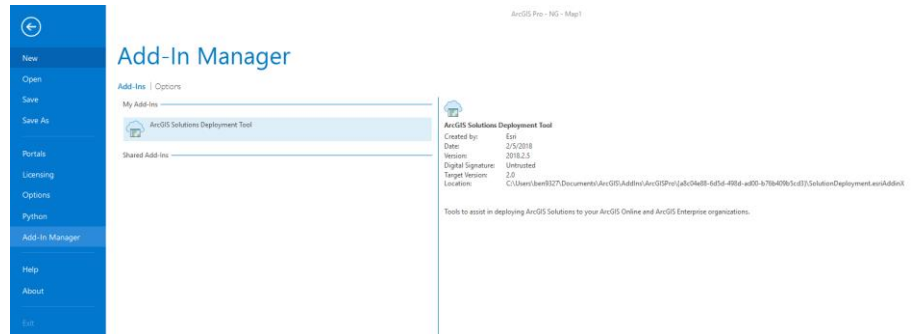 ArcGIS Pro - NG - Map1
New
Open
Save
Save As
Portals
Licensing
Options
Python
Add-In Manager
Help
About
Exit
Add-In Manager
Add-Ins | Options
My Add-Ins
ArcGIS Solutions Deployment Tool
Shared Add-Ins
ArcGIS Solutions Deployment Tool
Created by: Esri
Date: 2/5/2018
Version: 2018.2.5
Digital Signature: Untrusted
Target Version: 2.0
Tools to assist in deploying ArcGIS Solutions to your ArcGIS Online and ArcGIS Enterprise organizations.